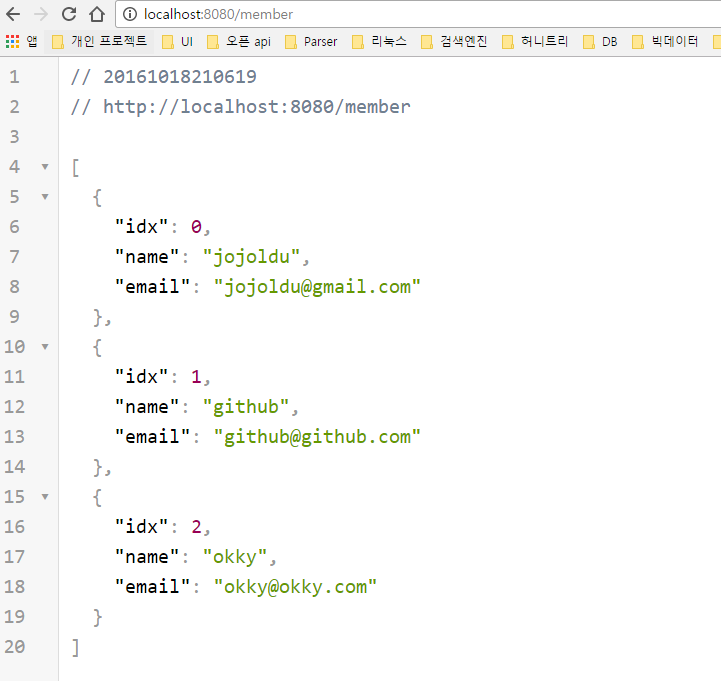 localhost:8080/member
앱 개인 프로젝트 UI 오픈 api Parser 리눅스 검색엔진 허니트리 DB 빅데이터
1 // 20161018210619
2 // http://localhost:8080/member
3
4 [
5 {
6 "idx": 0,
7 "name": "jojoldu",
8 "email": "jojoldu@gmail.com"
9 },
10 {
11 "idx": 1,
12 "name": "github",
13 "email": "github@github.com"
14 },
15 {
16 "idx": 2,
17 "name": "okky",
18 "email": "okky@okky.com"
19 }
20 ]